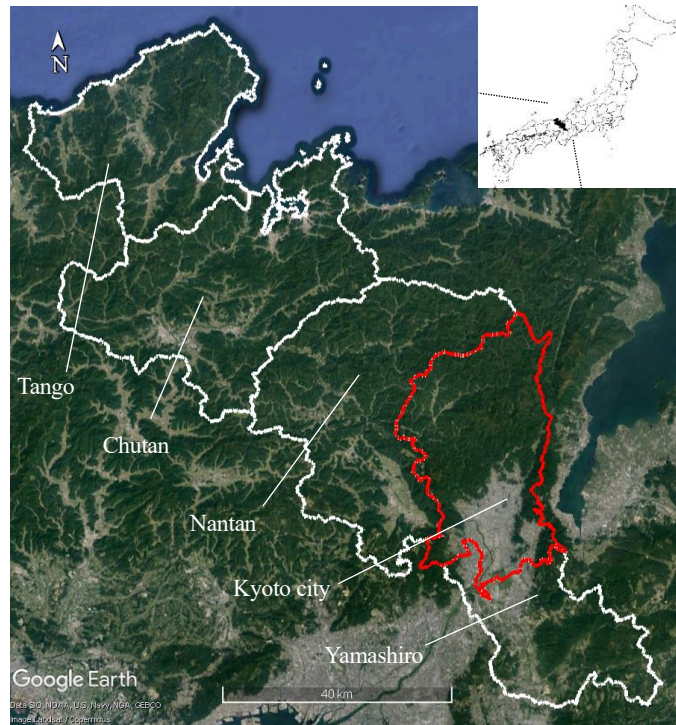 N
Tango
Chutan
Nantan
Kyoto city
Yamashiro
Google Earth
40 km
Data SIO, NOAA, U.S. Navy, NGA, GEBCO
Image Landsat / Copernicus